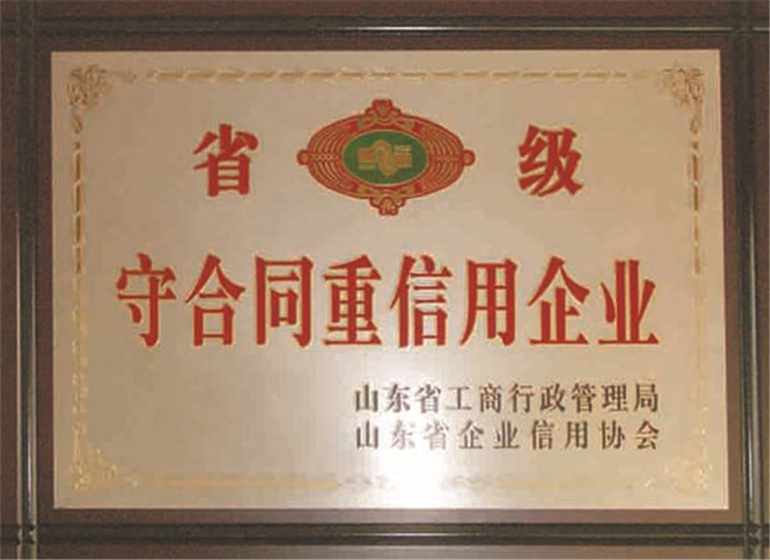 省 级
守合同重信用企业
山东省工商行政管理局
山东省企业信用协会